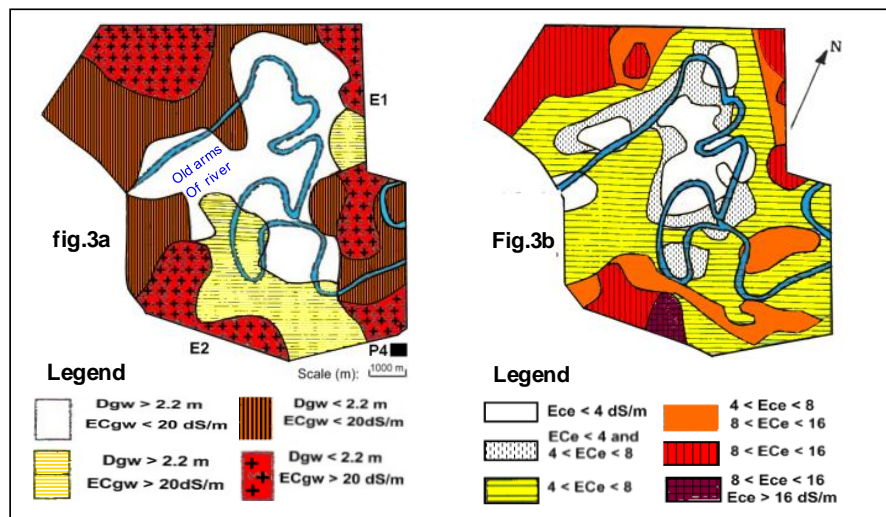 N
E1
Old arms
Of river
fig.3a
Fig.3b
E2
P4
Scale (m): 1000 m
Legend
Dgw > 2.2 m
ECgw < 20 dS/m
Dgw < 2.2 m
ECgw < 20dS/m
Dgw > 2.2 m
ECgw > 20dS/m
Dgw < 2.2 m
ECgw > 20 dS/m
Legend
Ece < 4 dS/m
ECe < 4 and
4 < ECe < 8
4 < ECe < 8
4 < Ece < 8
8 < ECe < 16
8 < ECe < 16
8 < Ece < 16
Ece > 16 dS/m